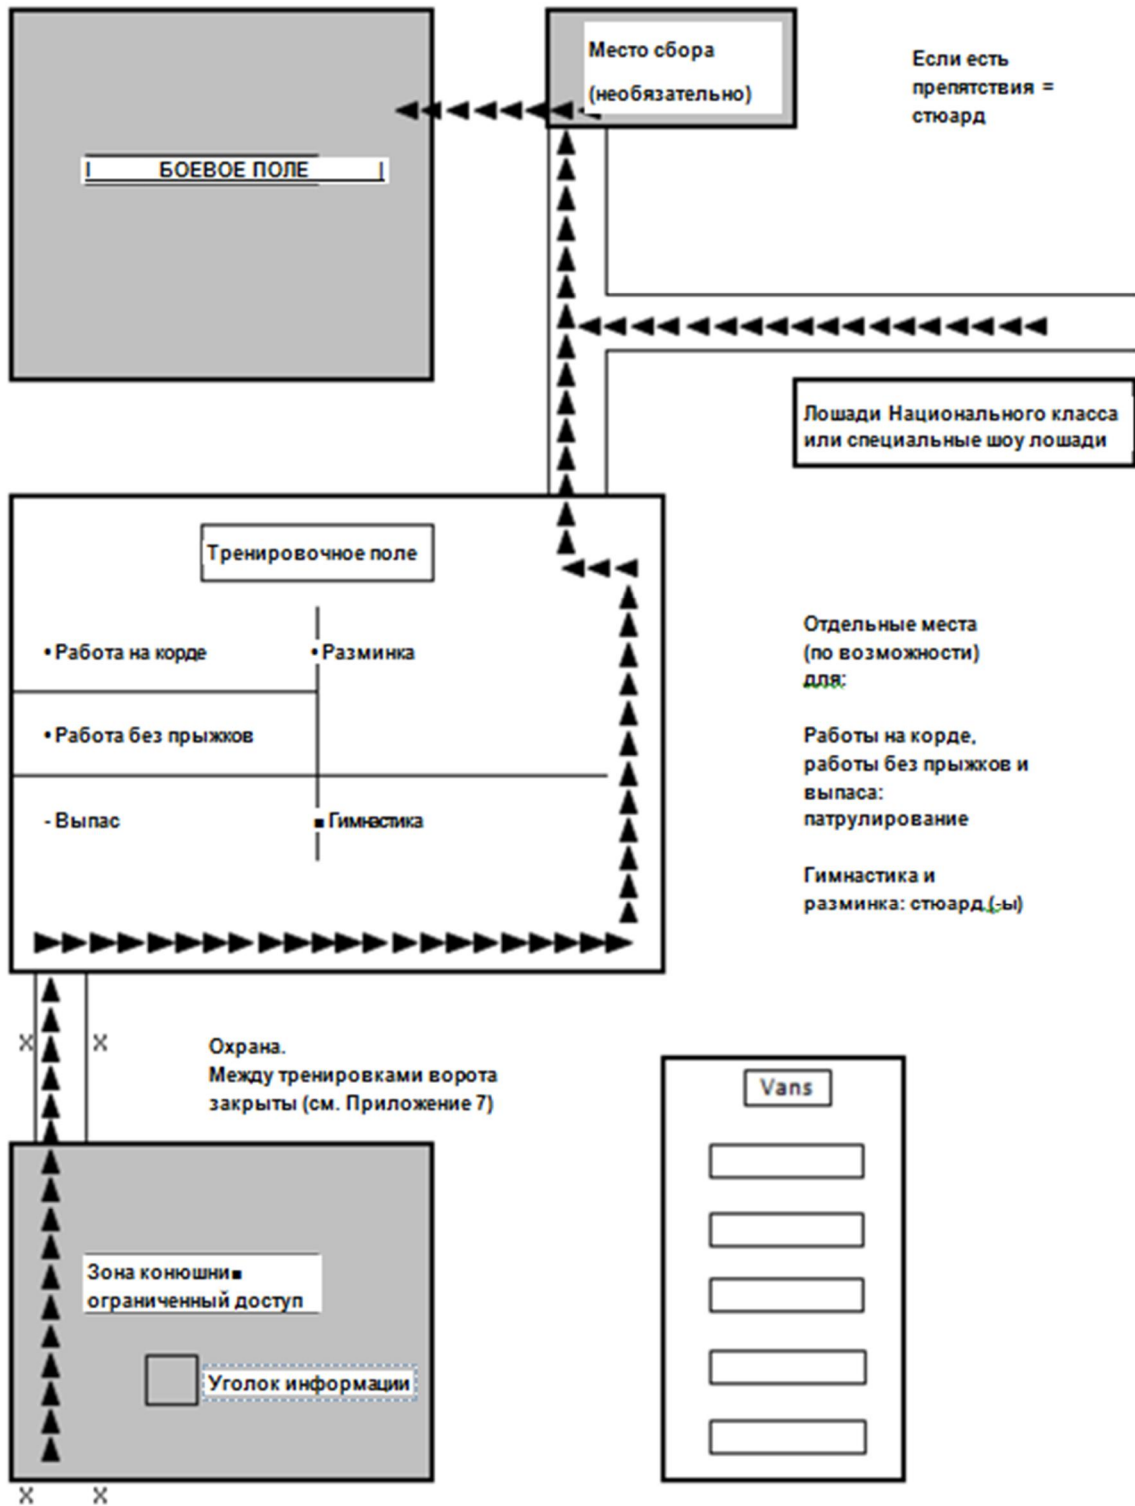 Место сбора
(необязательно)
Если есть
препятствия =
стюард
БОЕВОЕ ПОЛЕ
Лошади Национального класса
или специальные шоу лошади
Тренировочное поле
• Работа на корде
• Разминка
• Работа без прыжков
- Выпас
■ Гимнастика
Отдельные места
(по возможности)
для:
Работы на корде,
работы без прыжков и
выпаса:
патрулирование
Гимнастика и
разминка: стюард.(-ы)
X X
Охрана.
Между тренировками ворота
закрыты (см. Приложение 7)
Vans
Зона конюшни■
ограниченный доступ
Уголок информации
X X